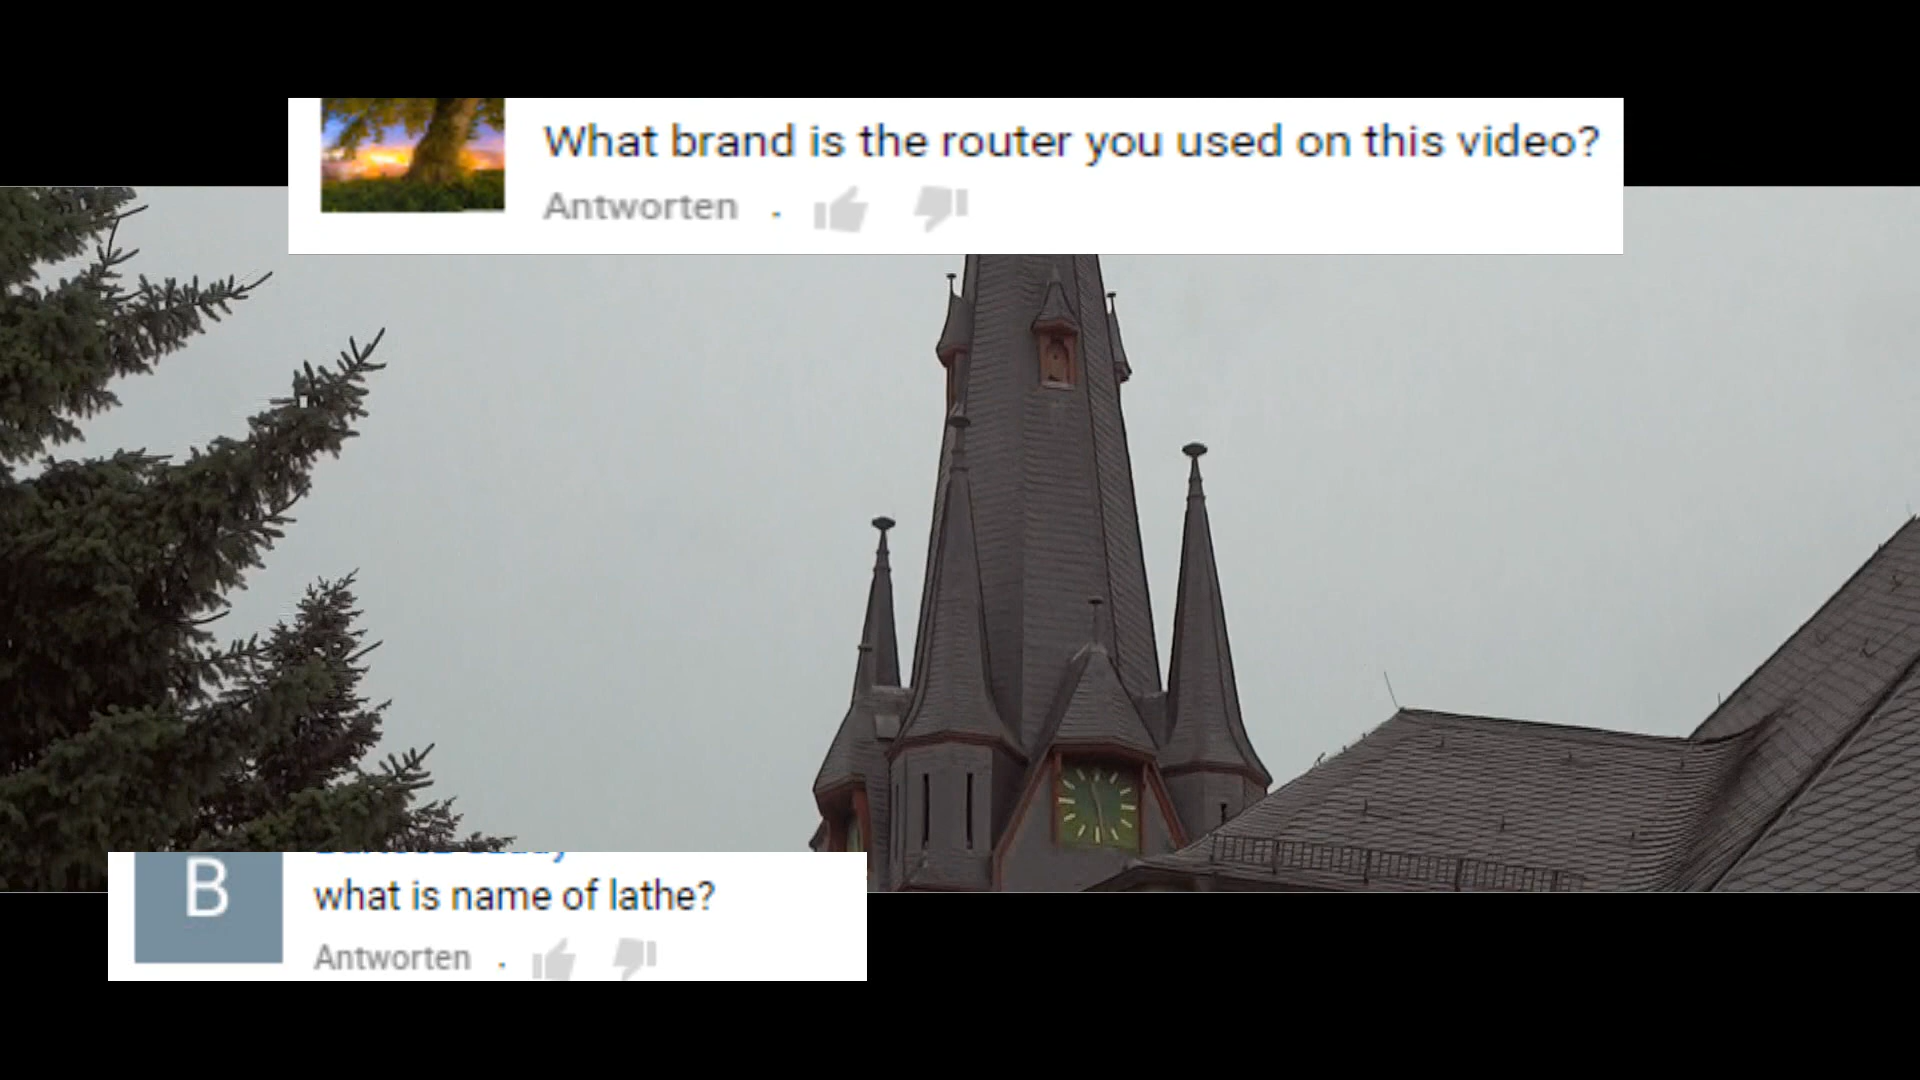 What brand is the router you used on this video?
Antworten
B
what is name of lathe?
Antworten